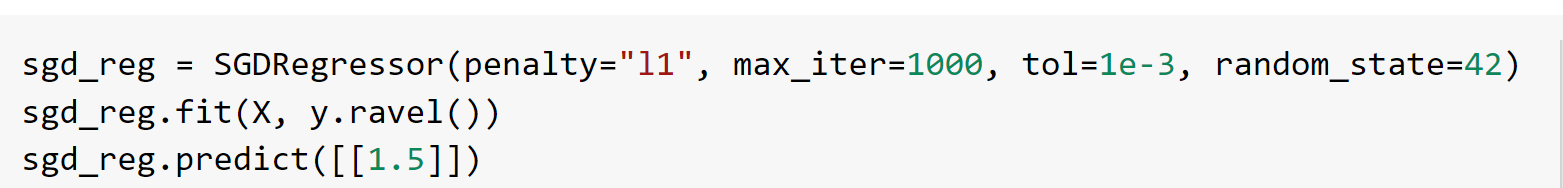 sgd_reg = SGDRegressor(penalty="l1", max_iter=1000, tol=1e-3, random_state=42)
sgd_reg.fit(X, y.ravel())
sgd_reg.predict([[1.5]])